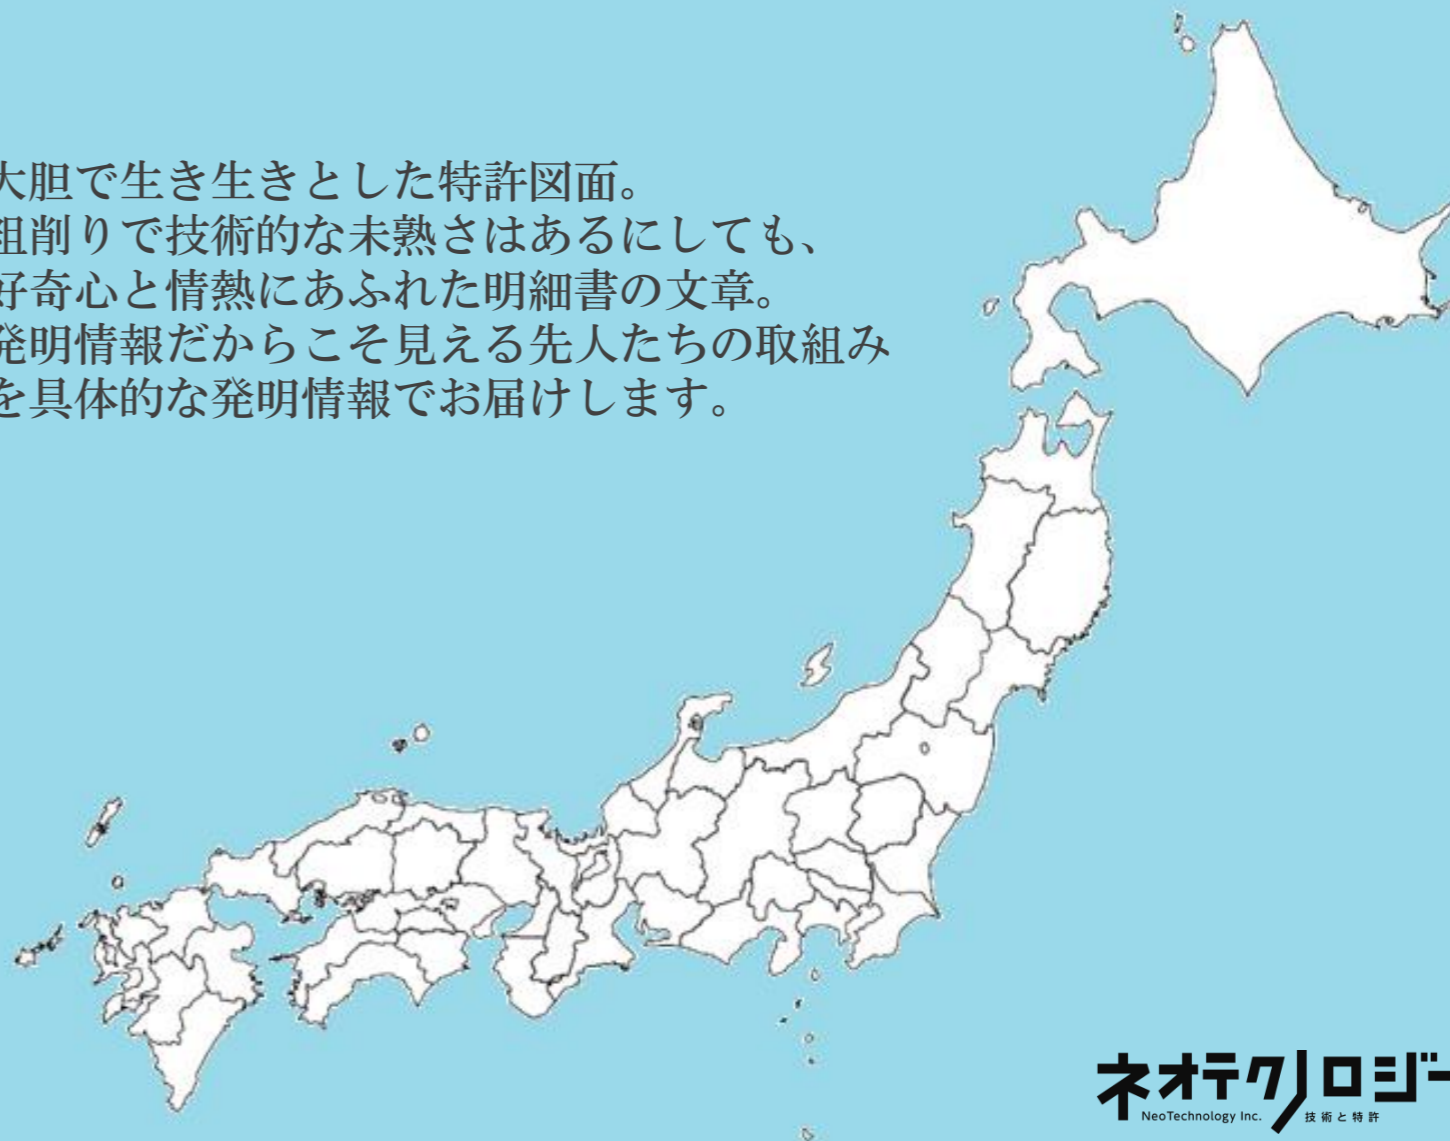 大胆で生き生きとした特許図面。
粗削りで技術的な未熟さはあるにしても、
好奇心と情熱にあふれた明細書の文章。
発明情報だからこそ見える先人たちの取組み
を具体的な発明情報でお届けします。
ネオテクノロジー
NeoTechnology Inc.
技術と特許